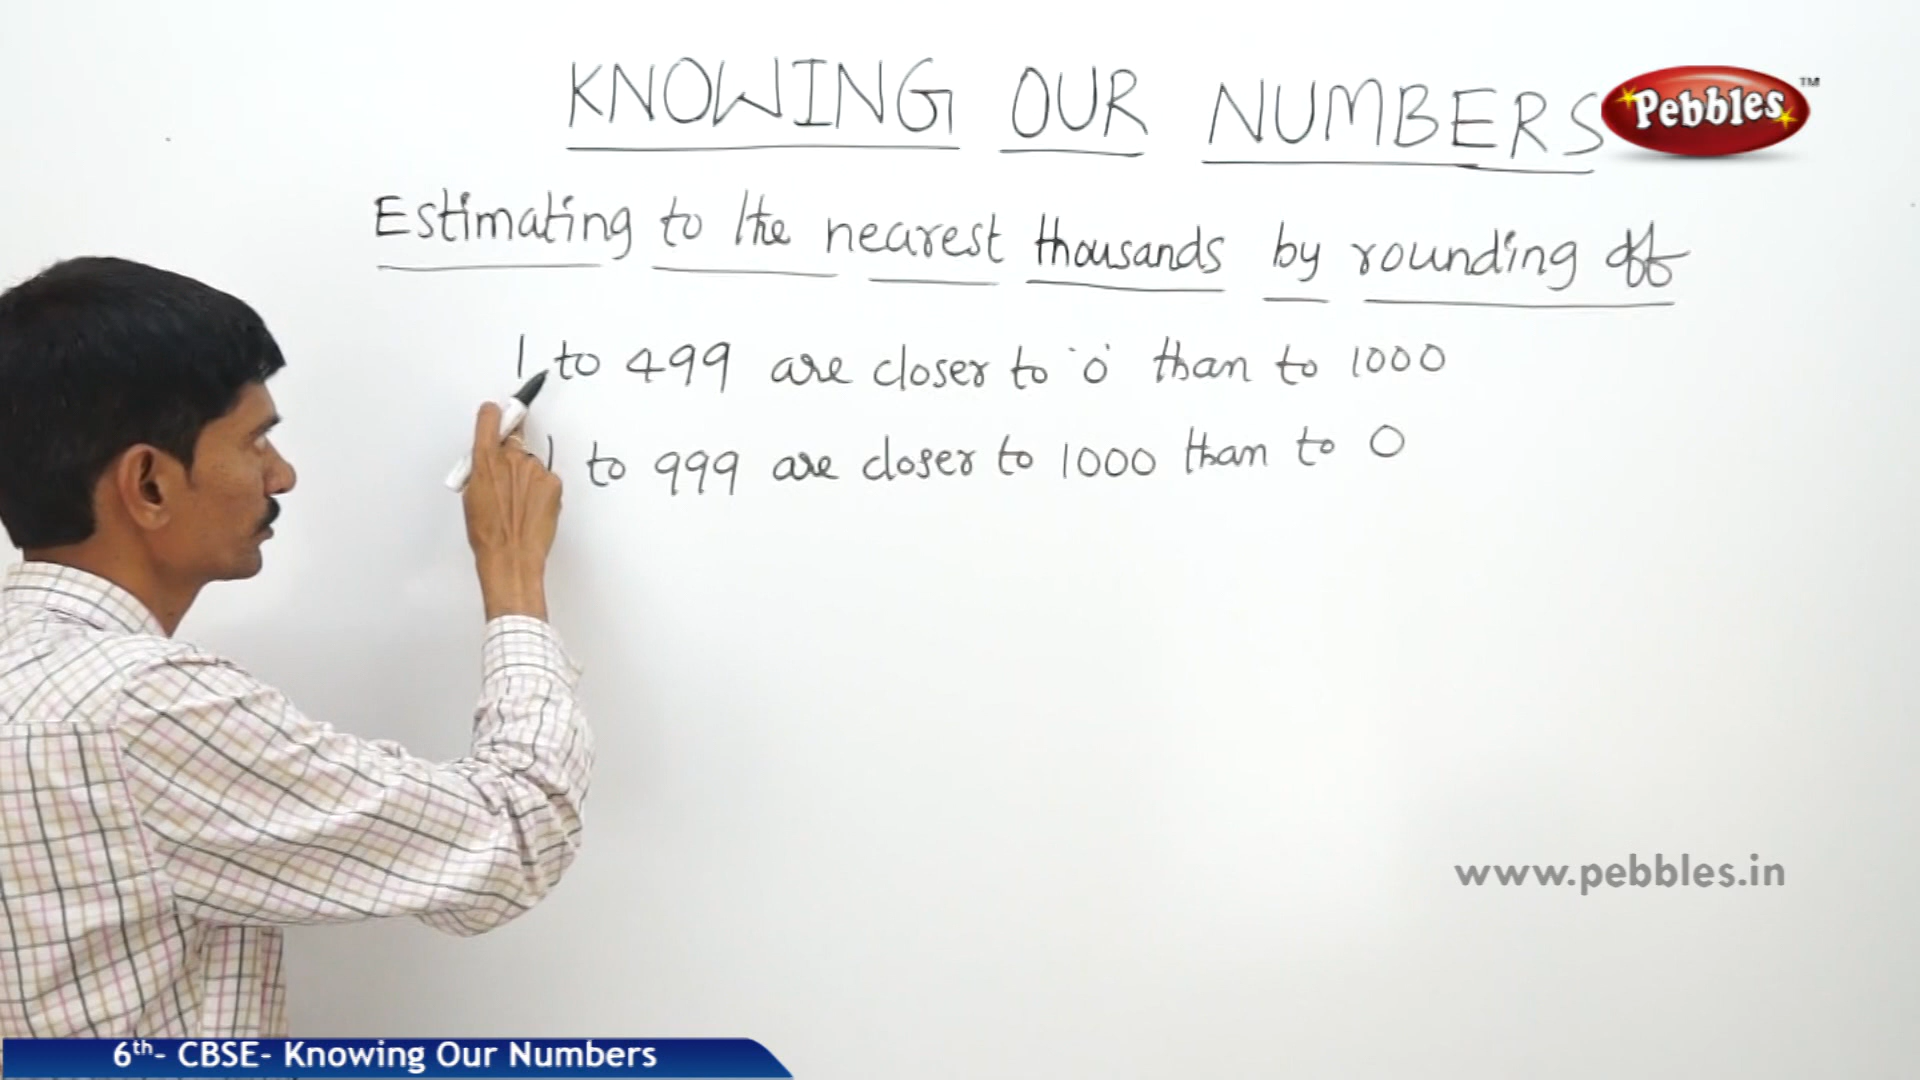 KNOWING OUR NUMBERS
Pebbles™
Estimating to the nearest thousands by rounding off
1 to 499 are closer to '0' than to 1000
1 to 999 are closer to 1000 than to 0
www.pebbles.in
6th- CBSE- Knowing Our Numbers